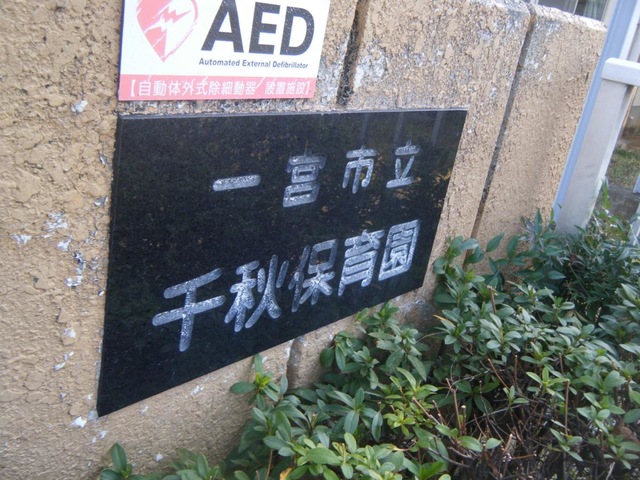 AED
Automated External Defibrillator
【自動体外式除細動器/設置施設】
一宮市立
千秋保育園